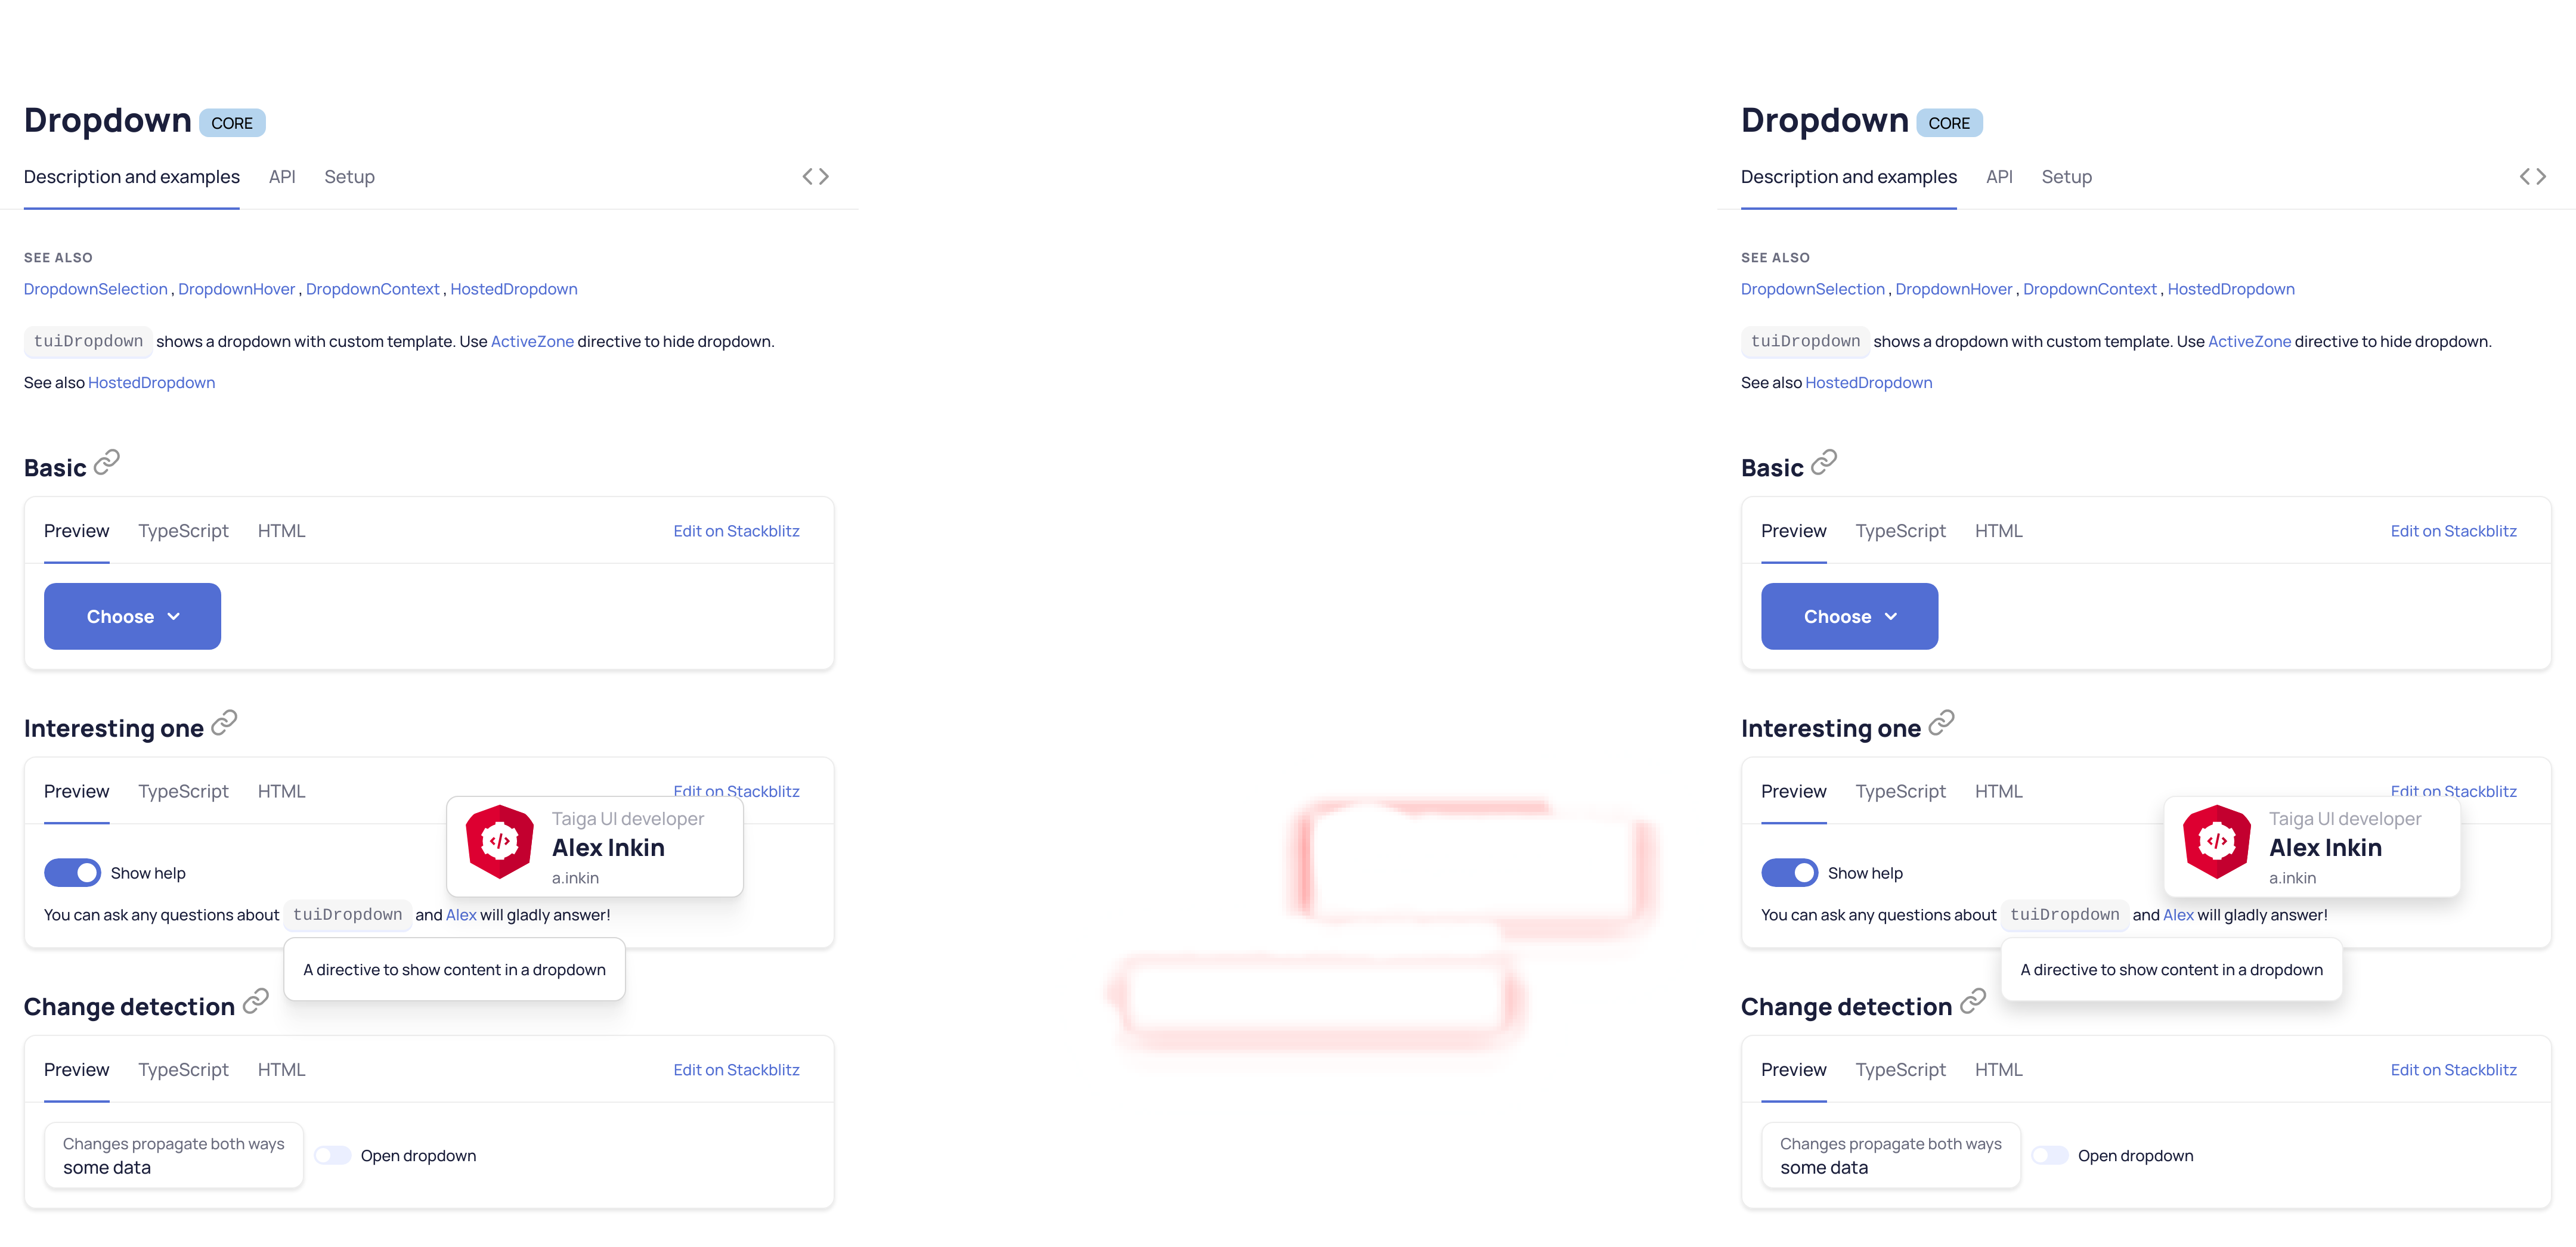 Dropdown CORE
Description and examples API Setup
SEE ALSO
DropdownSelection , DropdownHover , DropdownContext , HostedDropdown
tuiDropdown shows a dropdown with custom template. Use ActiveZone directive to hide dropdown.
See also HostedDropdown
Basic
Preview TypeScript HTML Edit on Stackblitz
Choose
Interesting one
Preview TypeScript HTML Edit on Stackblitz
Taiga UI developer
Alex Inkin
a.inkin
Show help
You can ask any questions about tuiDropdown and Alex will gladly answer!
A directive to show content in a dropdown
Change detection
Preview TypeScript HTML Edit on Stackblitz
Changes propagate both ways
some data
Open dropdown
Dropdown CORE
Description and examples API Setup
SEE ALSO
DropdownSelection , DropdownHover , DropdownContext , HostedDropdown
tuiDropdown shows a dropdown with custom template. Use ActiveZone directive to hide dropdown.
See also HostedDropdown
Basic
Preview TypeScript HTML Edit on Stackblitz
Choose
Interesting one
Preview TypeScript HTML Edit on Stackblitz
Taiga UI developer
Alex Inkin
a.inkin
Show help
You can ask any questions about tuiDropdown and Alex will gladly answer!
A directive to show content in a dropdown
Change detection
Preview TypeScript HTML Edit on Stackblitz
Changes propagate both ways
some data
Open dropdown